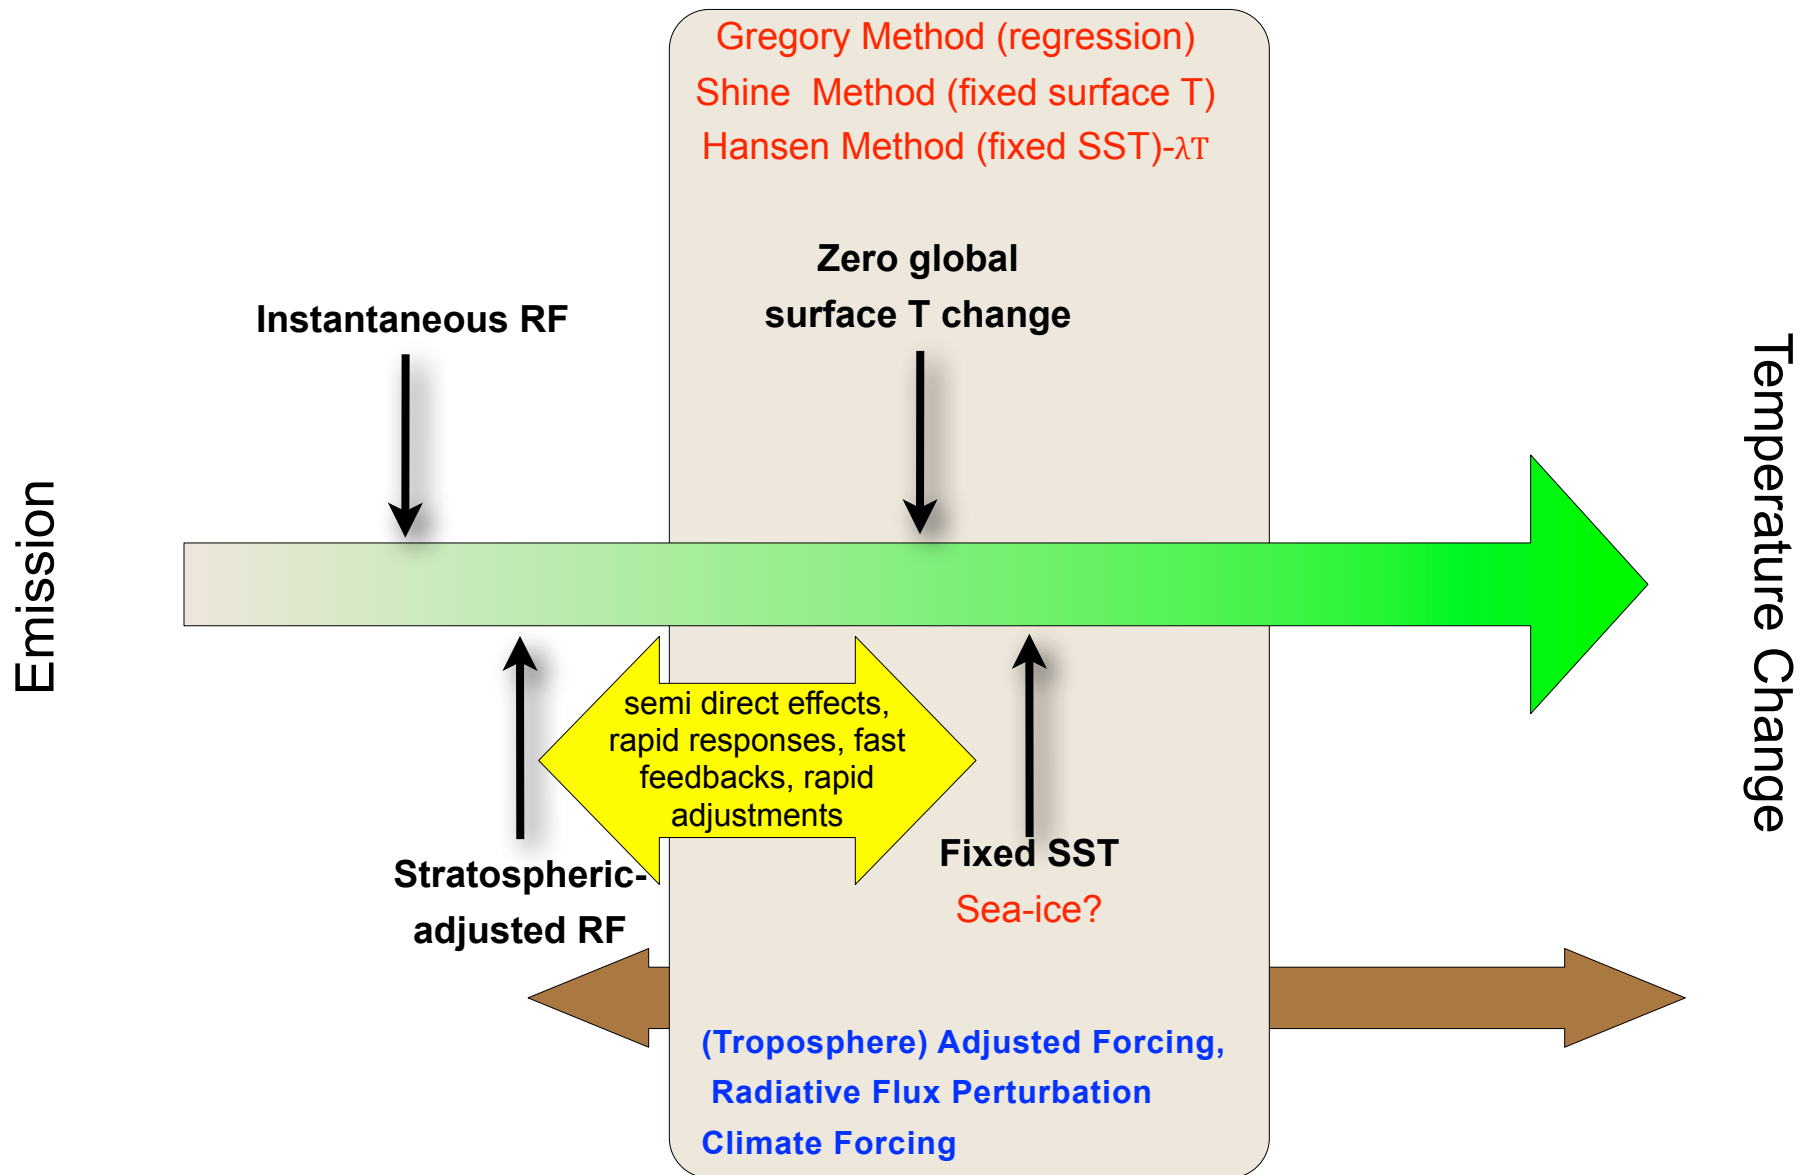 Gregory Method (regression)
Shine  Method (fixed surface T)
Hansen Method (fixed SST)-λT
Zero global
surface T change
Instantaneous RF
Emission
Temperature Change
semi direct effects,
rapid responses, fast
feedbacks, rapid
adjustments
Stratospheric-
adjusted RF
Fixed SST
Sea-ice?
(Troposphere) Adjusted Forcing,
Radiative Flux Perturbation
Climate Forcing